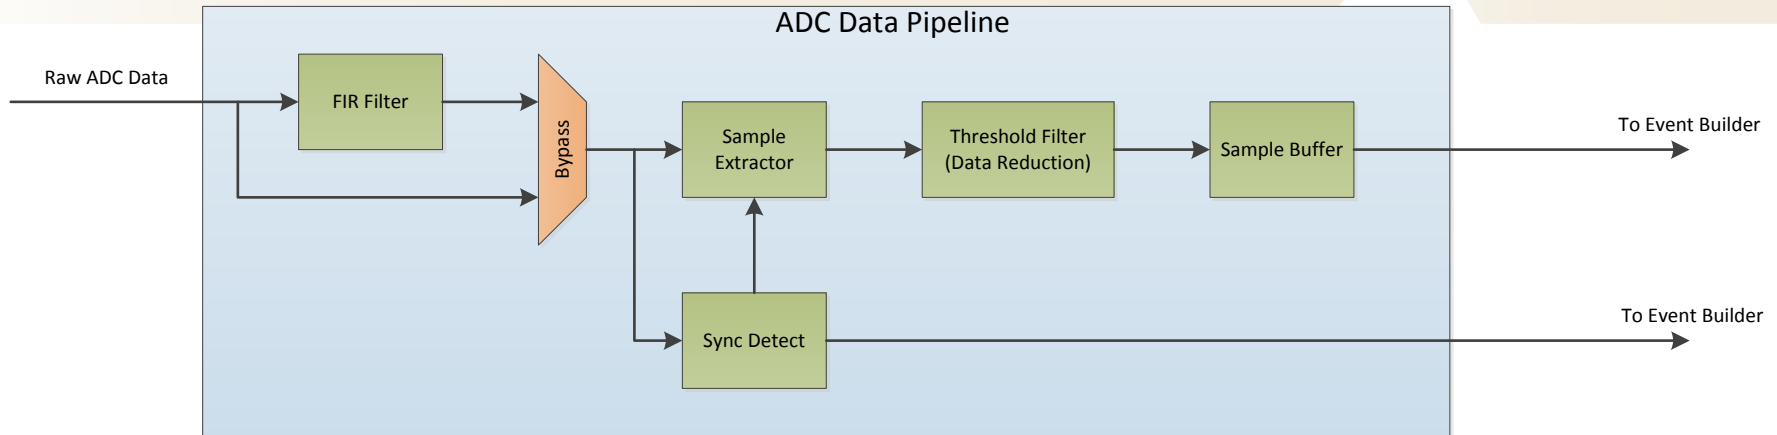 ADC Data Pipeline
Raw ADC Data
FIR Filter
Bypass
Sample
Extractor
Threshold Filter
(Data Reduction)
Sample Buffer
To Event Builder
Sync Detect
To Event Builder